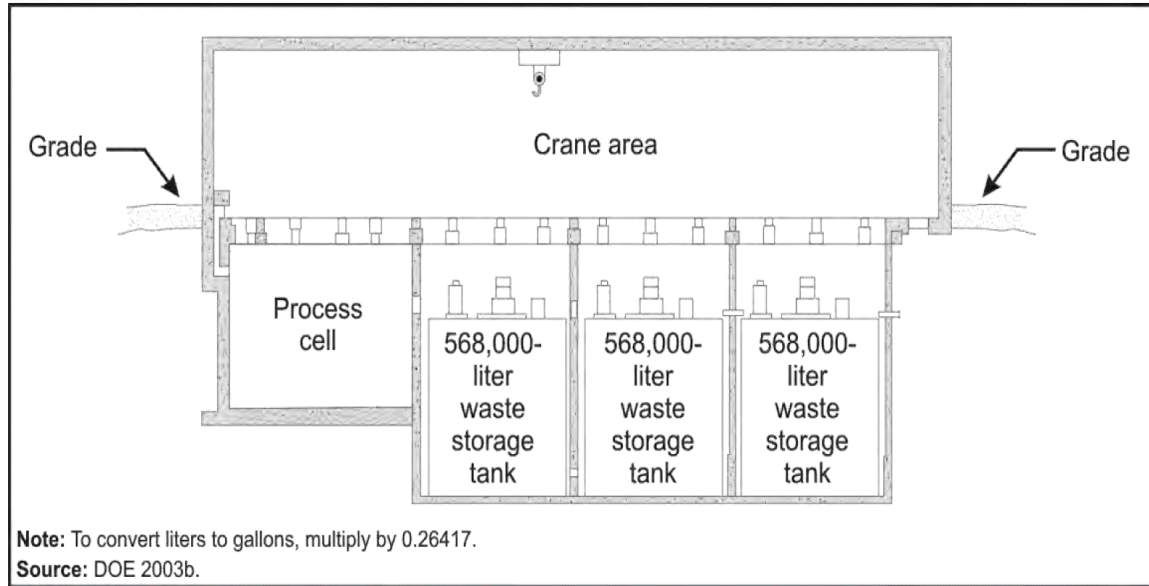 Crane area
Grade
Grade
Process
cell
568,000-
liter
waste
storage
tank
568,000-
liter
waste
storage
tank
568,000-
liter
waste
storage
tank
Note: To convert liters to gallons, multiply by 0.26417.
Source: DOE 2003b.